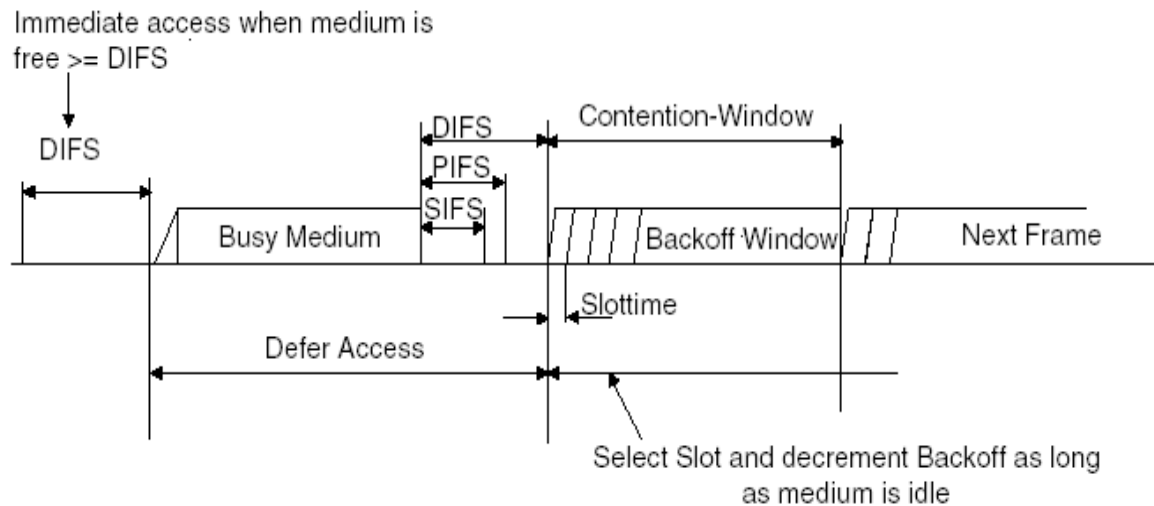 Immediate access when medium is
free >= DIFS
DIFS
DIFS
Contention-Window
PIFS
SIFS
Busy Medium
Backoff Window
Next Frame
Slottime
Defer Access
Select Slot and decrement Backoff as long
as medium is idle